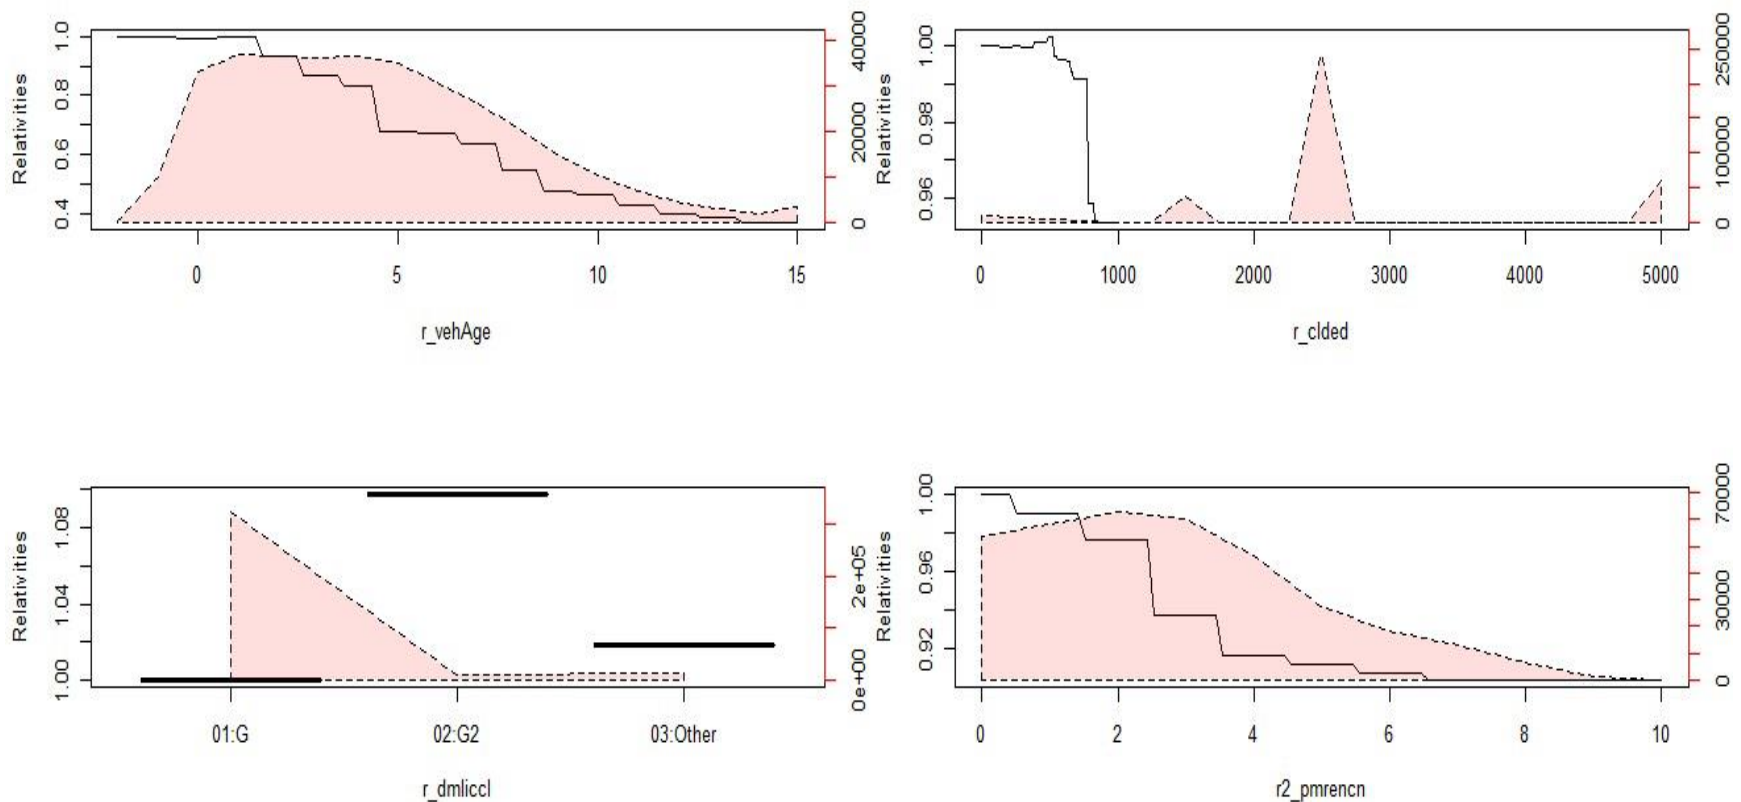 Relativities
1.0
0.8
0.6
0.4
40000
20000
0
0 5 10 15
r_vehAge
Relativities
1.00
0.98
0.96
250000
100000
0
0 1000 2000 3000 4000 5000
r_clded
Relativities
1.08
1.04
1.00
2e+05
0e+00
01:G 02:G2 03:Other
r_dmliccl
Relativities
1.00
0.96
0.92
70000
30000
0
0 2 4 6 8 10
r2_pmrencn